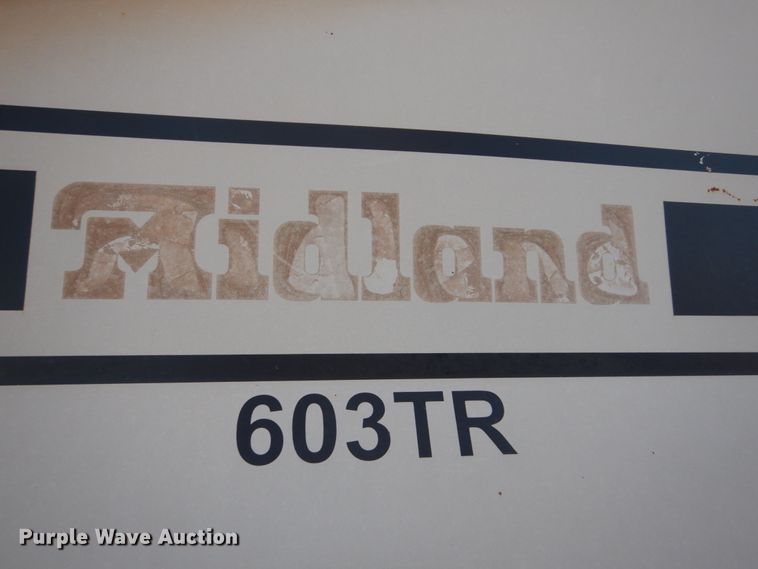 Midland
603TR
Purple Wave Auction